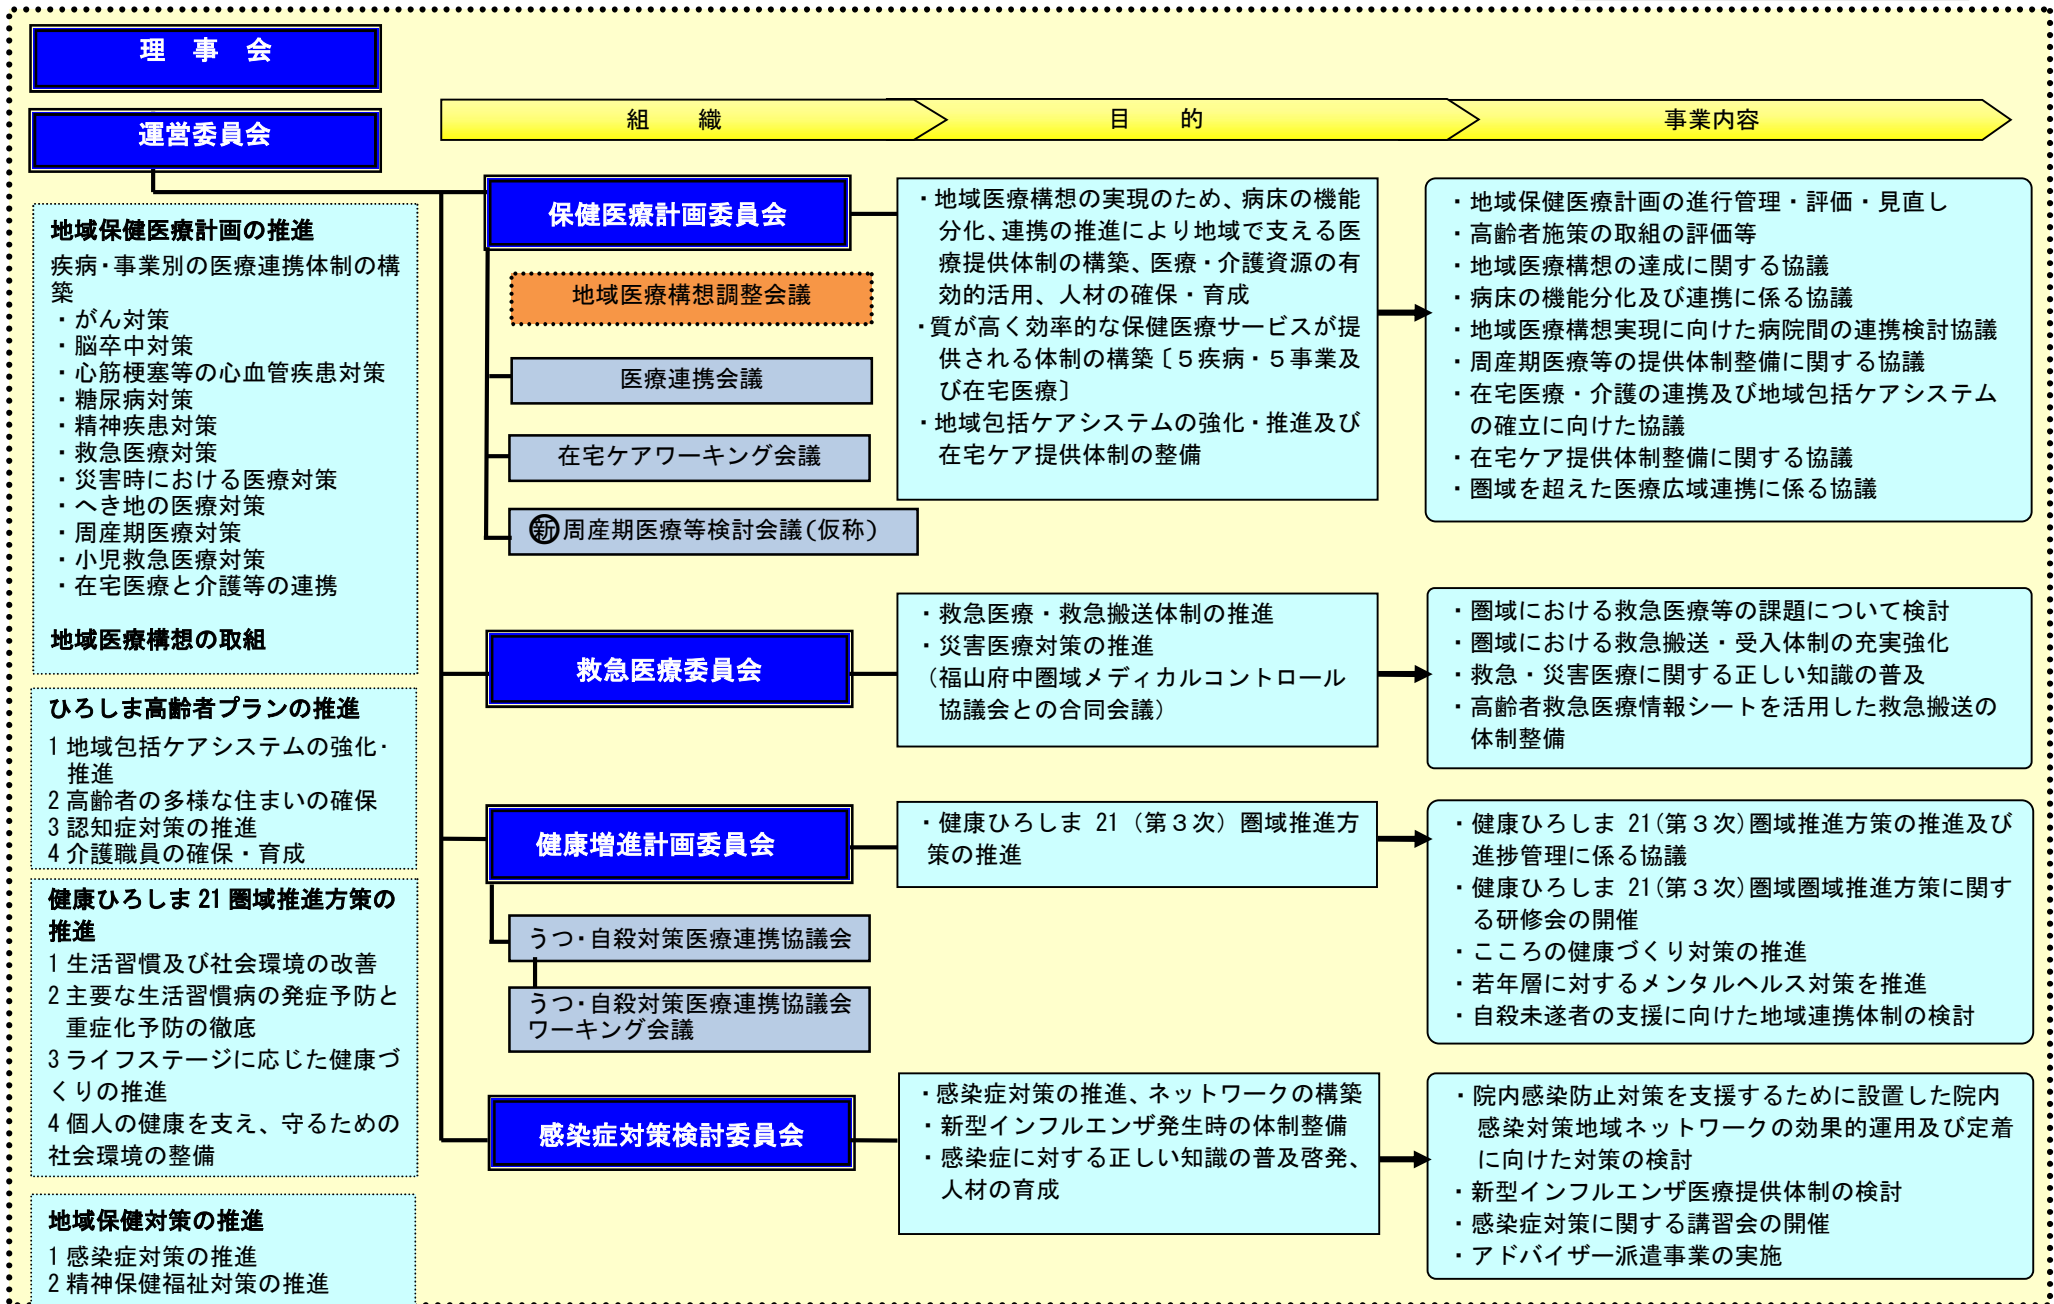 理　事　会
運営委員会
組　　織
目　　的
事業内容
地域保健医療計画の推進
疾病・事業別の医療連携体制の構
築
・がん対策
・脳卒中対策
・心筋梗塞等の心血管疾患対策
・糖尿病対策
・精神疾患対策
・救急医療対策
・災害時における医療対策
・へき地の医療対策
・周産期医療対策
・小児救急医療対策
・在宅医療と介護等の連携
地域医療構想の取組
ひろしま高齢者プランの推進
1 地域包括ケアシステムの強化・
推進
2 高齢者の多様な住まいの確保
3 認知症対策の推進
4 介護職員の確保・育成
健康ひろしま 21 圏域推進方策の
推進
1 生活習慣及び社会環境の改善
2 主要な生活習慣病の発症予防と
重症化予防の徹底
3 ライフステージに応じた健康づ
くりの推進
4 個人の健康を支え、守るための
社会環境の整備
地域保健対策の推進
1 感染症対策の推進
2 精神保健福祉対策の推進
保健医療計画委員会
地域医療構想調整会議
医療連携会議
在宅ケアワーキング会議
㊟新周産期医療等検討会議(仮称)
・地域医療構想の実現のため、病床の機能
分化、連携の推進により地域で支える医
療提供体制の構築、医療・介護資源の有
効的活用、人材の確保・育成
・質が高く効率的な保健医療サービスが提
供される体制の構築〔５疾病・５事業及
び在宅医療〕
・地域包括ケアシステムの強化・推進及び
在宅ケア提供体制の整備
・地域保健医療計画の進行管理・評価・見直し
・高齢者施策の取組の評価等
・地域医療構想の達成に関する協議
・病床の機能分化及び連携に係る協議
・地域医療構想実現に向けた病院間の連携検討協議
・周産期医療等の提供体制整備に関する協議
・在宅医療・介護の連携及び地域包括ケアシステム
の確立に向けた協議
・在宅ケア提供体制整備に関する協議
・圏域を超えた医療広域連携に係る協議
救急医療委員会
・救急医療・救急搬送体制の推進
・災害医療対策の推進
（福山府中圏域メディカルコントロール
協議会との合同会議）
・圏域における救急医療等の課題について検討
・圏域における救急搬送・受入体制の充実強化
・救急・災害医療に関する正しい知識の普及
・高齢者救急医療情報シートを活用した救急搬送の
体制整備
健康増進計画委員会
うつ・自殺対策医療連携協議会
うつ・自殺対策医療連携協議会
ワーキング会議
・健康ひろしま 21（第３次）圏域推進方
策の推進
・健康ひろしま 21(第３次)圏域推進方策の推進及び
進捗管理に係る協議
・健康ひろしま 21(第３次)圏域圏域推進方策に関す
る研修会の開催
・こころの健康づくり対策の推進
・若年層に対するメンタルヘルス対策を推進
・自殺未遂者の支援に向けた地域連携体制の検討
感染症対策検討委員会
・感染症対策の推進、ネットワークの構築
・新型インフルエンザ発生時の体制整備
・感染症に対する正しい知識の普及啓発、
人材の育成
・院内感染防止対策を支援するために設置した院内
感染対策地域ネットワークの効果的運用及び定着
に向けた対策の検討
・新型インフルエンザ医療提供体制の検討
・感染症対策に関する講習会の開催
・アドバイザー派遣事業の実施